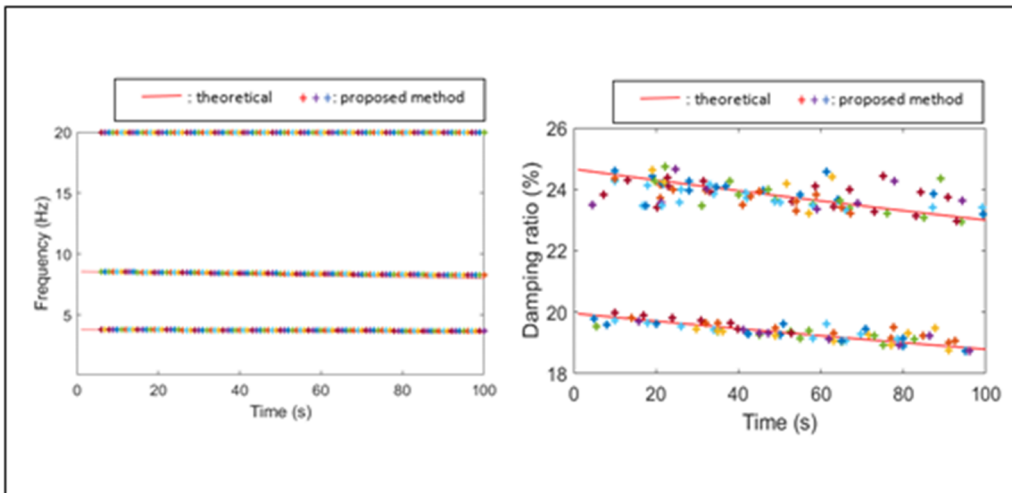 : theoretical : proposed method
20
15
10
5
Frequency (Hz)
0 20 40 60 80 100
Time (s)
: theoretical : proposed method
26
24
22
20
18
Damping ratio (%)
0 20 40 60 80 100
Time (s)